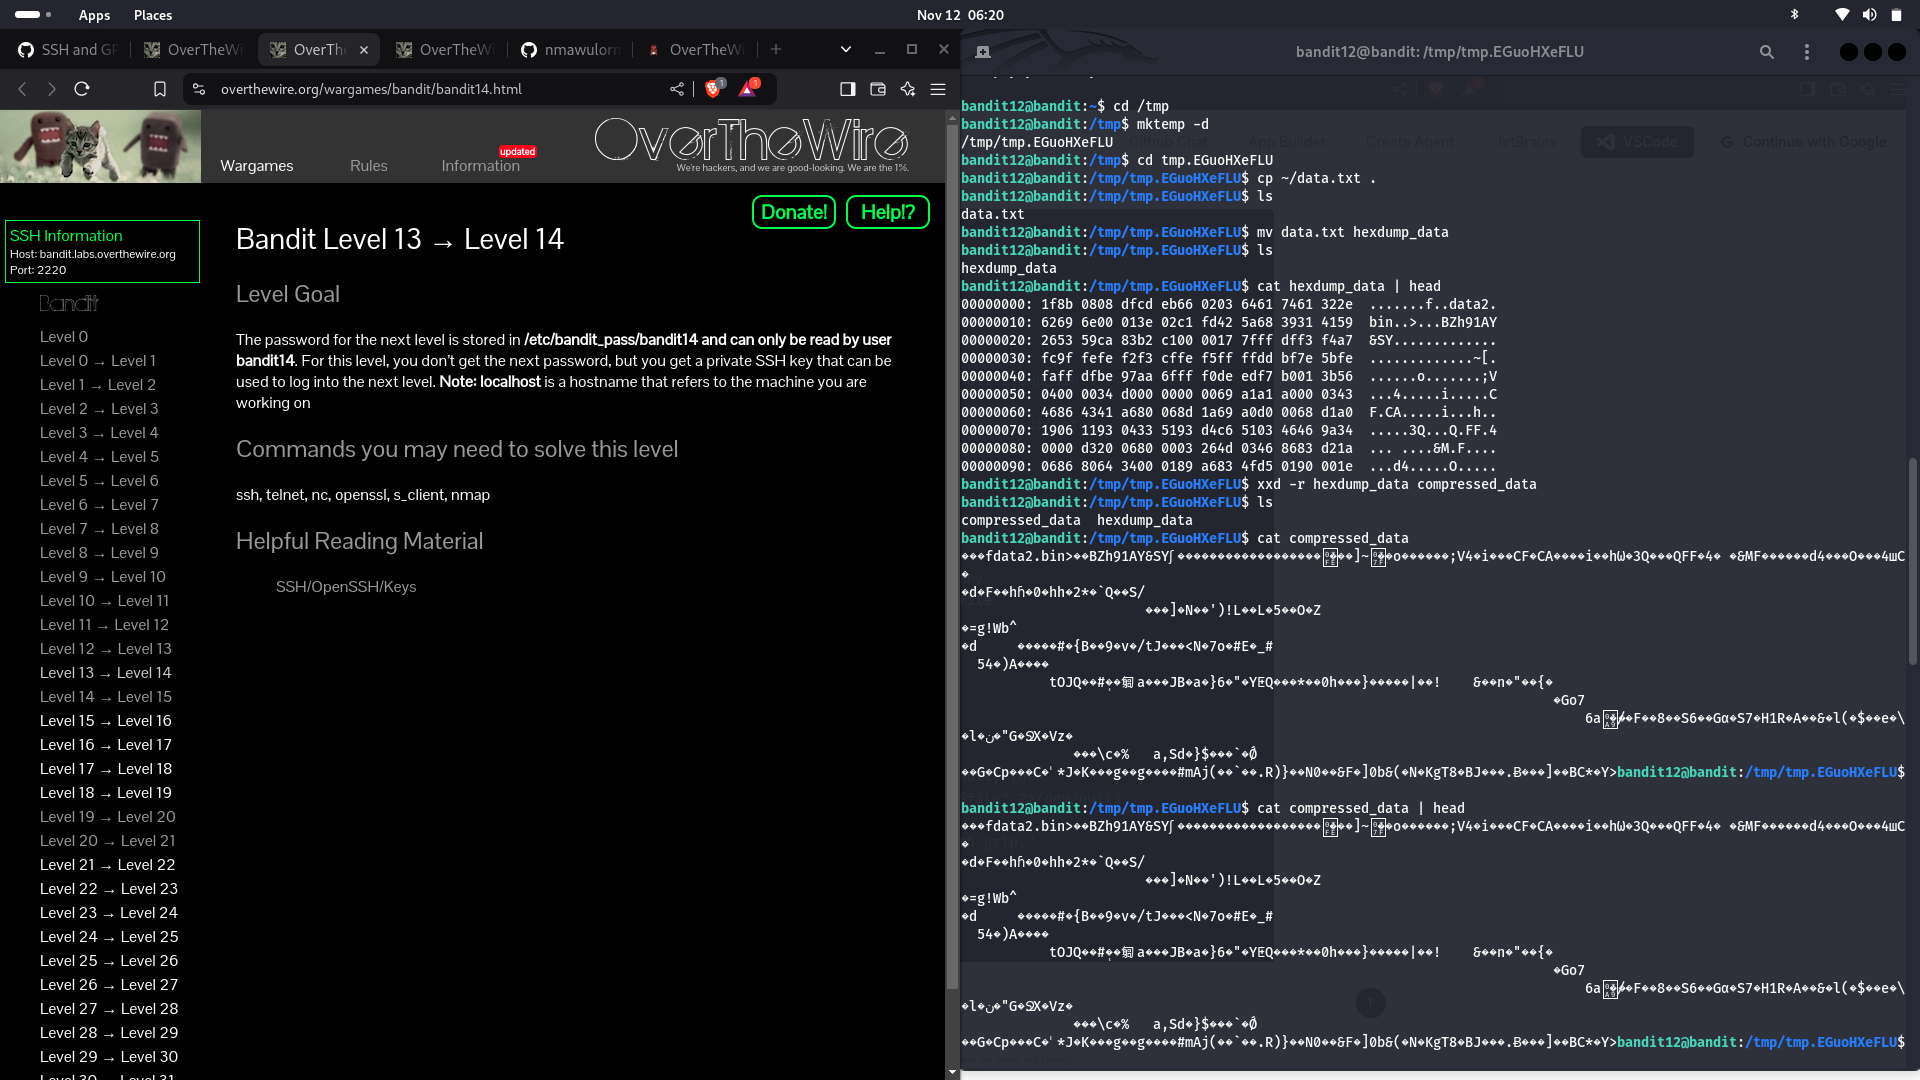 Apps Places
Nov 12 06:20
SSH and GP
OverTheWi
OverThe
OverTheWi
nmawulorn
OverTheWi
overthewire.org/wargames/bandit/bandit14.html
Wargames
Rules
Information
updated
OverTheWire
We're hackers, and we are good-looking. We are the 1%.
Donate!
Help!?
SSH Information
Host: bandit.labs.overthewire.org
Port: 2220
Bandit
Level 0
Level 0 → Level 1
Level 1 → Level 2
Level 2 → Level 3
Level 3 → Level 4
Level 4 → Level 5
Level 5 → Level 6
Level 6 → Level 7
Level 7 → Level 8
Level 8 → Level 9
Level 9 → Level 10
Level 10 → Level 11
Level 11 → Level 12
Level 12 → Level 13
Level 13 → Level 14
Level 14 → Level 15
Level 15 → Level 16
Level 16 → Level 17
Level 17 → Level 18
Level 18 → Level 19
Level 19 → Level 20
Level 20 → Level 21
Level 21 → Level 22
Level 22 → Level 23
Level 23 → Level 24
Level 24 → Level 25
Level 25 → Level 26
Level 26 → Level 27
Level 27 → Level 28
Level 28 → Level 29
Level 29 → Level 30
Bandit Level 13 → Level 14
Level Goal
The password for the next level is stored in /etc/bandit_pass/bandit14 and can only be read by user
bandit14. For this level, you don't get the next password, but you get a private SSH key that can be
used to log into the next level. Note: localhost is a hostname that refers to the machine you are
working on
Commands you may need to solve this level
ssh, telnet, nc, openssl, s_client, nmap
Helpful Reading Material
SSH/OpenSSH/Keys
bandit12@bandit: /tmp/tmp.EGuoHXeFLU
bandit12@bandit:~$ cd /tmp
bandit12@bandit:/tmp$ mktemp -d
/tmp/tmp.EGuoHXeFLU
bandit12@bandit:/tmp$ cd tmp.EGuoHXeFLU
bandit12@bandit:/tmp/tmp.EGuoHXeFLU$ cp ~/data.txt .
bandit12@bandit:/tmp/tmp.EGuoHXeFLU$ ls
data.txt
bandit12@bandit:/tmp/tmp.EGuoHXeFLU$ mv data.txt hexdump_data
bandit12@bandit:/tmp/tmp.EGuoHXeFLU$ ls
hexdump_data
bandit12@bandit:/tmp/tmp.EGuoHXeFLU$ cat hexdump_data | head
00000000: 1f8b 0808 dfcd eb66 0203 6461 7461 322e  .......f..data2.
00000010: 6269 6e00 013e 02c1 fd42 5a68 3931 4159  bin..>...BZh91AY
00000020: 2653 59ca 83b2 c100 0017 7fff dff3 f4a7  &SY.............
00000030: fc9f fefe f2f3 cffe f5ff ffdd bf7e 5bfe  .............~[.
00000040: faff dfbe 97aa 6fff f0de edf7 b001 3b56  ......o.......;V
00000050: 0400 0034 d000 0000 0069 a1a1 a000 0343  ...4.....i.....C
00000060: 4686 4341 a680 068d 1a69 a0d0 0068 d1a0  F.CA.....i...h..
00000070: 1906 1193 0433 5193 d4c6 5103 4646 9a34  .....3Q...Q.FF.4
00000080: 0000 d320 0680 0003 264d 0346 8683 d21a  ... ....&M.F....
00000090: 0686 8064 3400 0189 a683 4fd5 0190 001e  ...d4.....O.....
bandit12@bandit:/tmp/tmp.EGuoHXeFLU$ xxd -r hexdump_data compressed_data
bandit12@bandit:/tmp/tmp.EGuoHXeFLU$ ls
compressed_data  hexdump_data
bandit12@bandit:/tmp/tmp.EGuoHXeFLU$ cat compressed_data
bandit12@bandit:/tmp/tmp.EGuoHXeFLU$
bandit12@bandit:/tmp/tmp.EGuoHXeFLU$ cat compressed_data | head
bandit12@bandit:/tmp/tmp.EGuoHXeFLU$